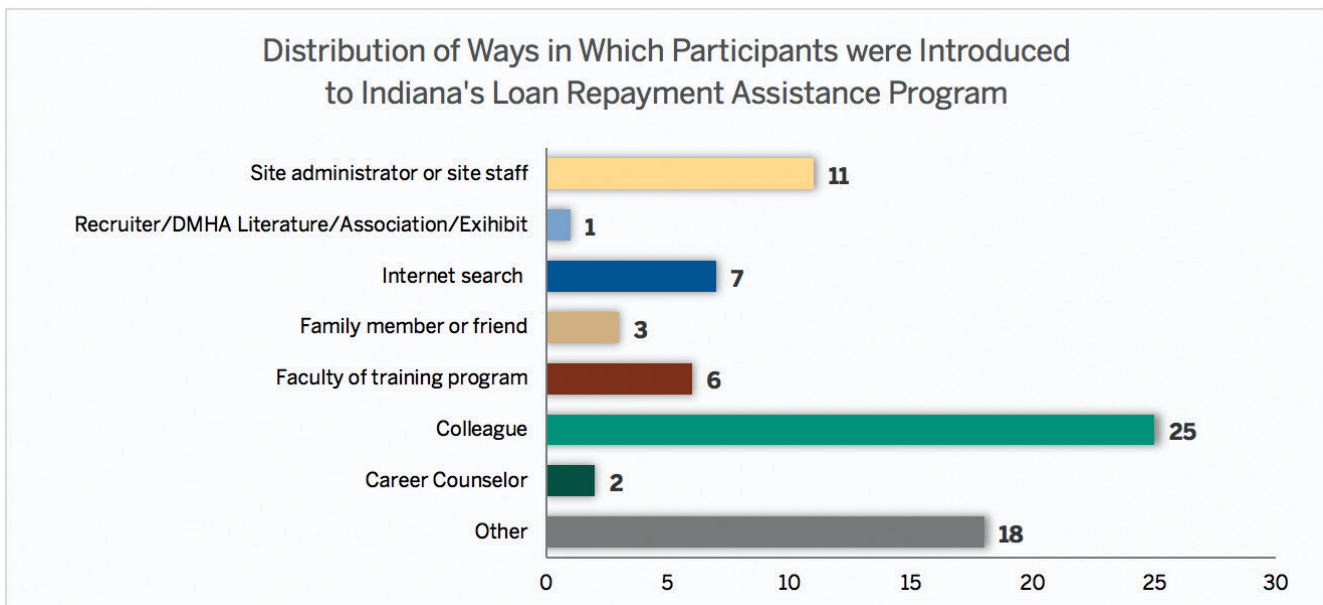 Distribution of Ways in Which Participants were Introduced
to Indiana's Loan Repayment Assistance Program
Site administrator or site staff 11
Recruiter/DMHA Literature/Association/Exihibit 1
Internet search 7
Family member or friend 3
Faculty of training program 6
Colleague 25
Career Counselor 2
Other 18
0 5 10 15 20 25 30